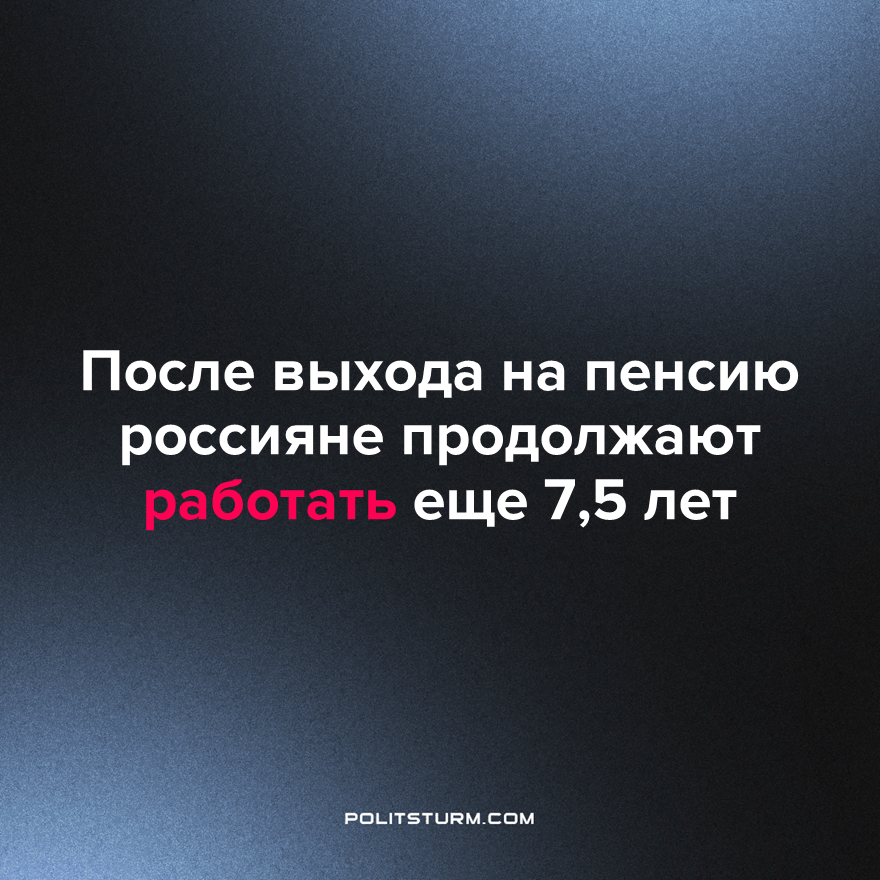 После выхода на пенсию
россияне продолжают
работать еще 7,5 лет
POLITSTURM.COM